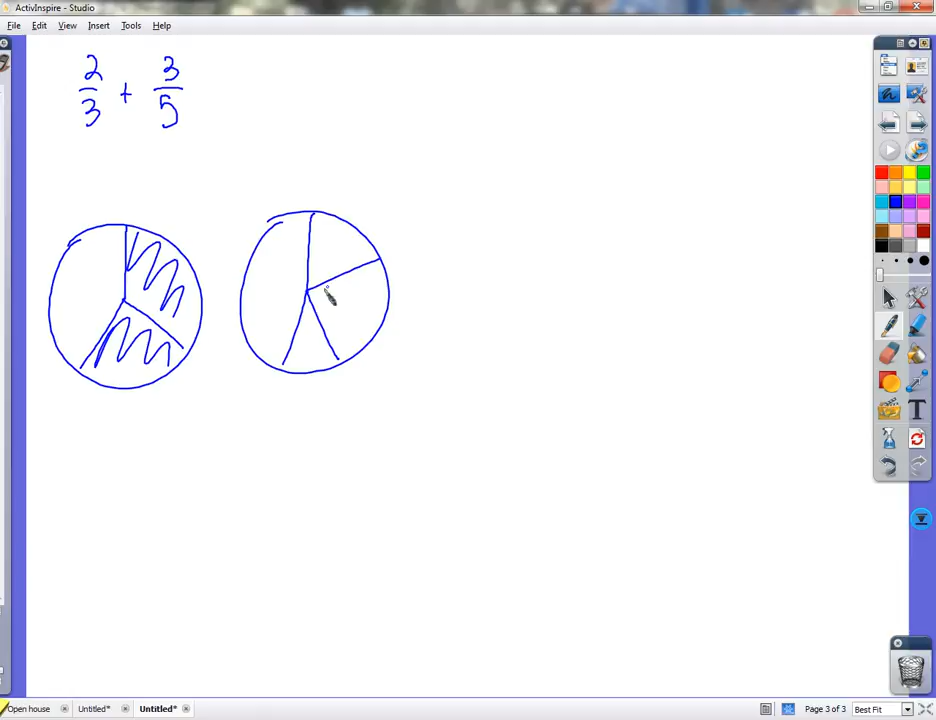 ActivInspire - Studio
File Edit View Insert Tools Help
2/3 + 3/5
T
Open house Untitled* Untitled* Page 3 of 3 Best Fit